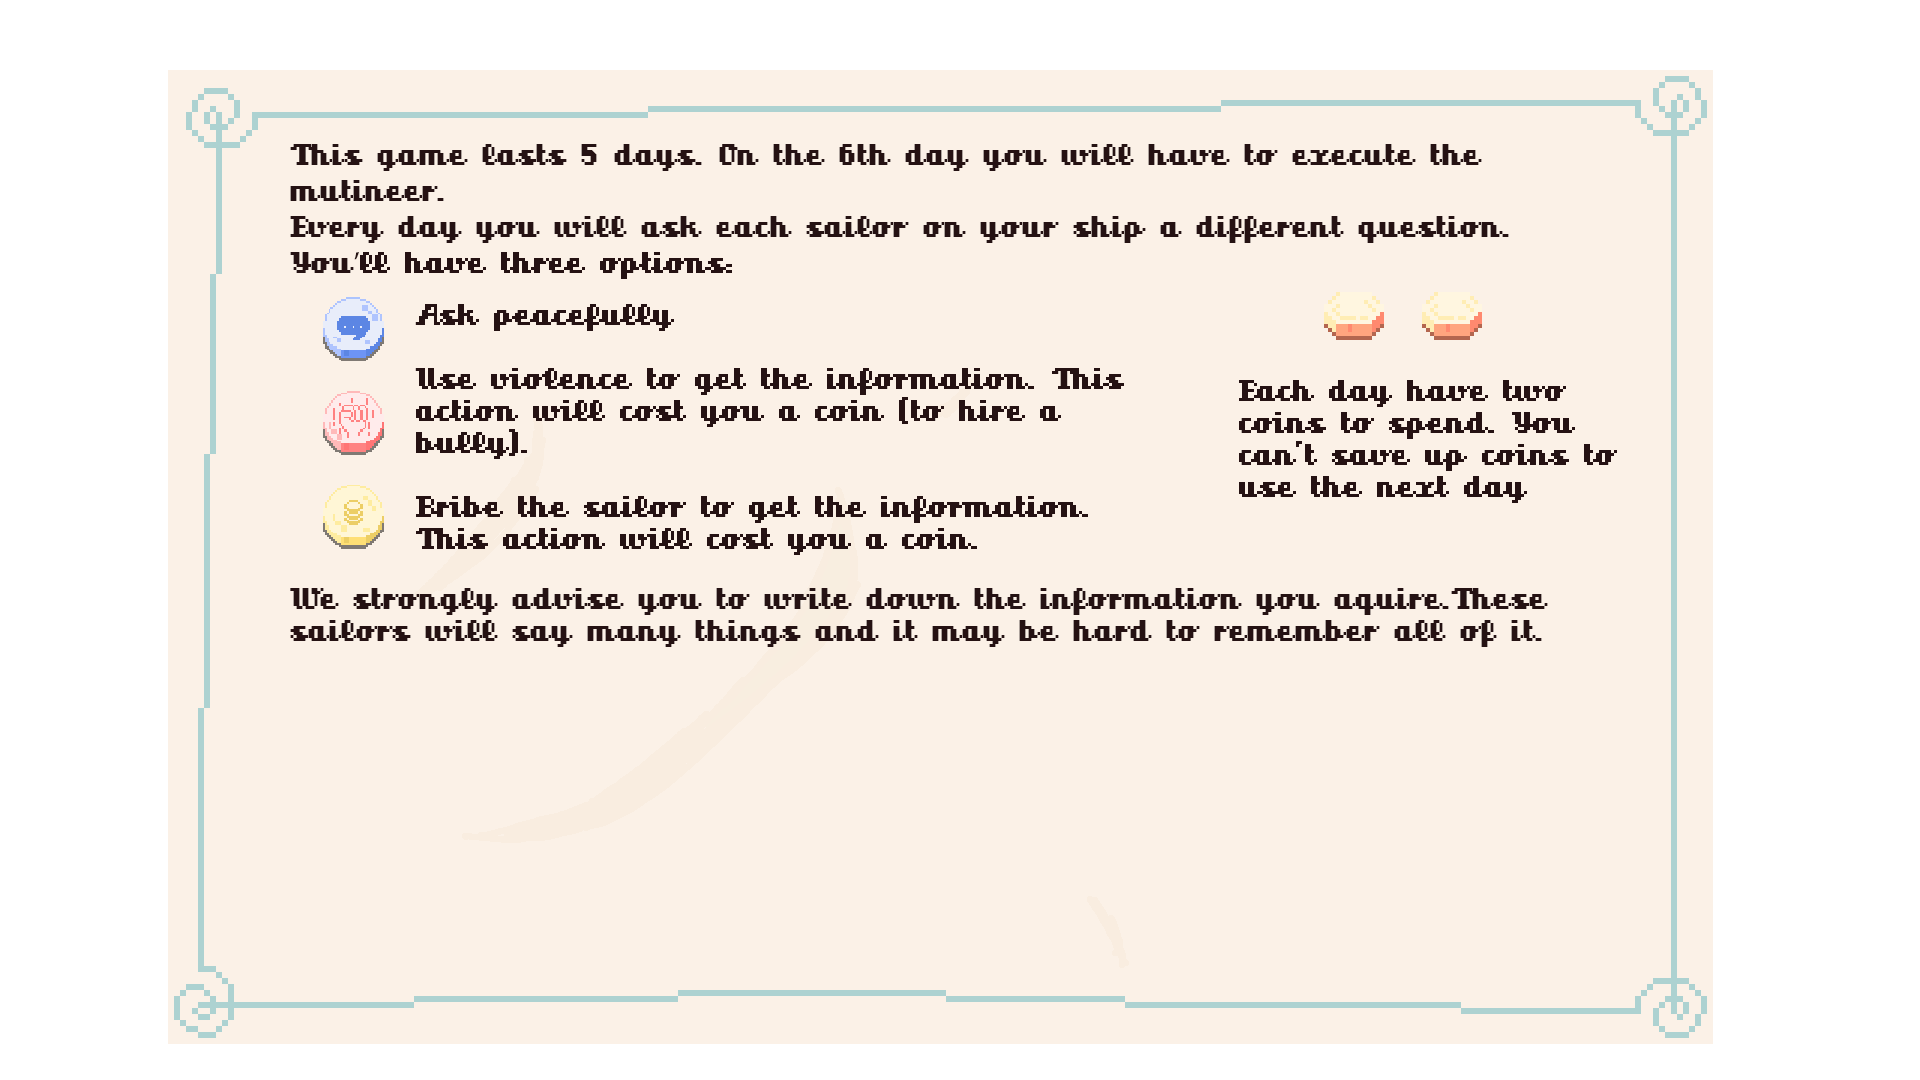 This game lasts 5 days. On the 6th day you will have to execute the
mutineer.
Every day you will ask each sailor on your ship a different question.
You'll have three options:
Ask peacefully
Use violence to get the information. This
action will cost you a coin (to hire a
bully).
Bribe the sailor to get the information.
This action will cost you a coin.
Each day have two
coins to spend. You
can't save up coins to
use the next day
We strongly advise you to write down the information you aquire.These
sailors will say many things and it may be hard to remember all of it.